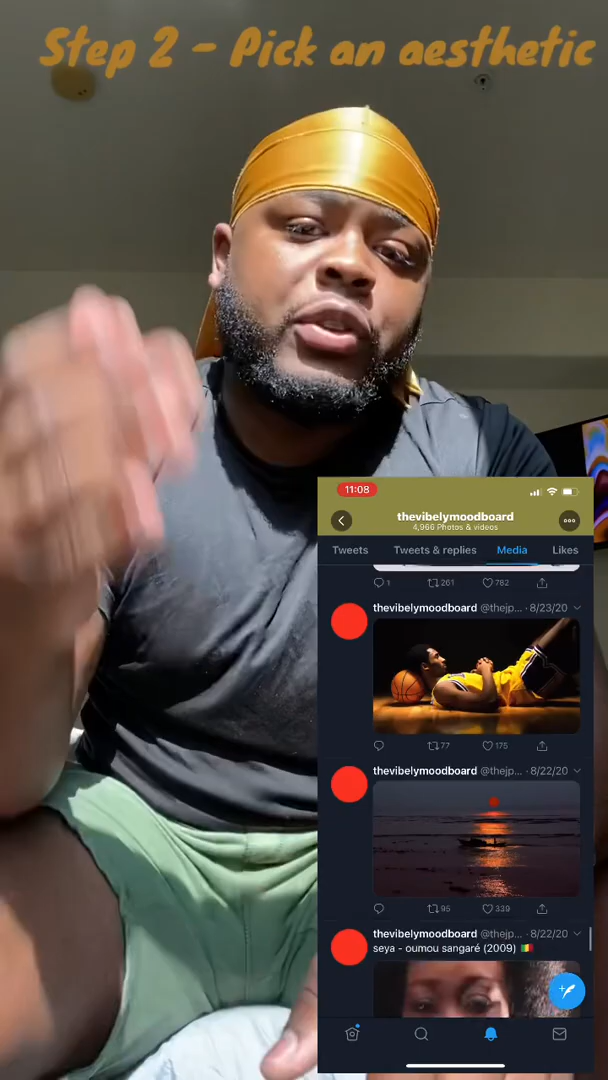 Step 2 - Pick an aesthetic
11:08
thevibelymoodboard
4,966 Photos & videos
Tweets Tweets & replies Media Likes
1 261 782
thevibelymoodboard @thejp... · 8/23/20
77 175
thevibelymoodboard @thejp... · 8/22/20
95 339
thevibelymoodboard @thejp... · 8/22/20
seya - oumou sangaré (2009) 🇲🇱